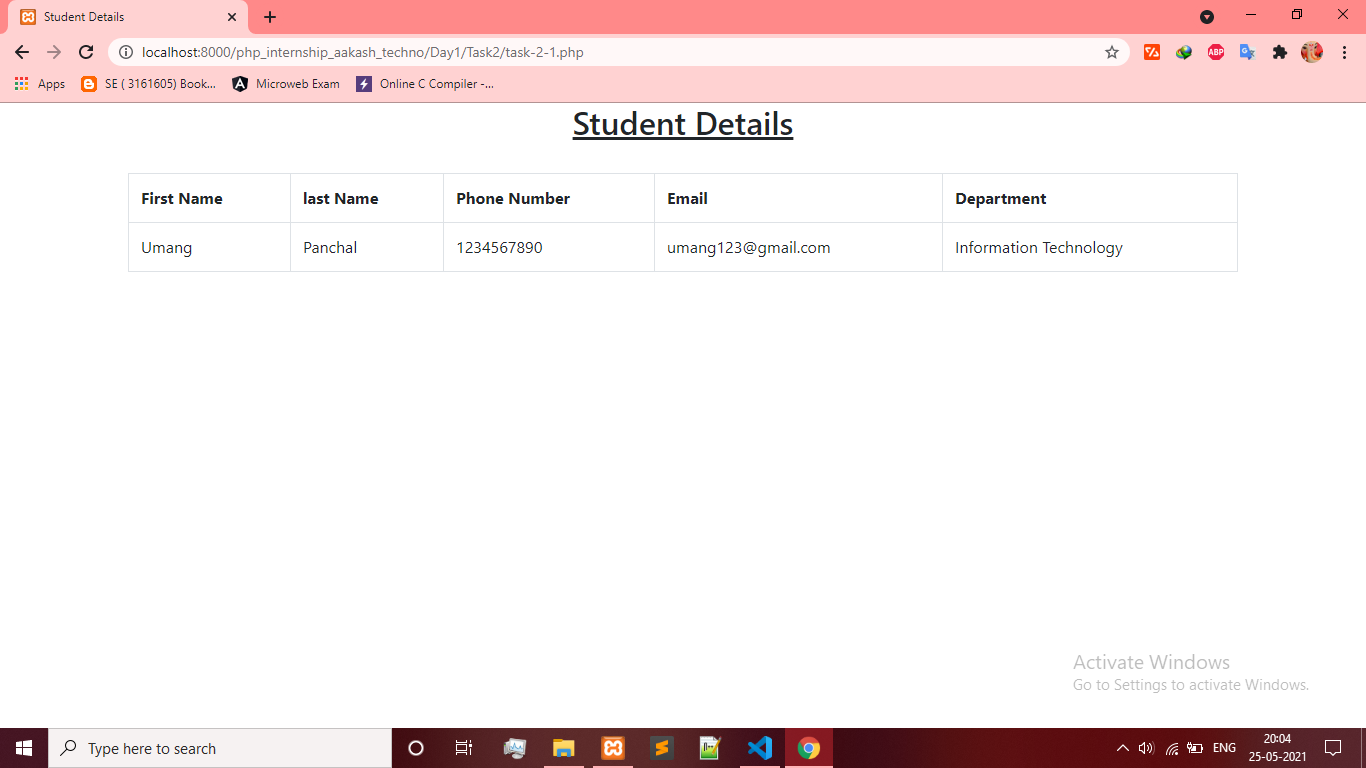 Student Details
localhost:8000/php_internship_aakash_techno/Day1/Task2/task-2-1.php
ABP
Apps SE ( 3161605) Book... Microweb Exam Online C Compiler -...
Student Details
First Name last Name Phone Number Email Department
Umang Panchal 1234567890 umang123@gmail.com Information Technology
Activate Windows
Go to Settings to activate Windows.
Type here to search ENG 20:04
25-05-2021